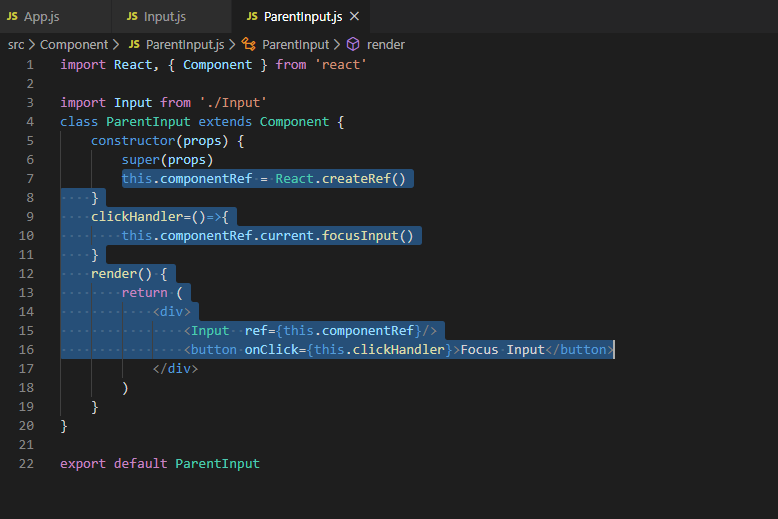 JS App.js JS Input.js JS ParentInput.js ×
src > Component > JS ParentInput.js > ParentInput > render
1 import React, { Component } from 'react'
2
3 import Input from './Input'
4 class ParentInput extends Component {
5     constructor(props) {
6         super(props)
7         this.componentRef = React.createRef()
8     }
9     clickHandler=()=>{
10         this.componentRef.current.focusInput()
11     }
12     render() {
13         return (
14             <div>
15                 <Input  ref={this.componentRef}/>
16                 <button onClick={this.clickHandler}>Focus Input</button>
17             </div>
18         )
19     }
20 }
21
22 export default ParentInput